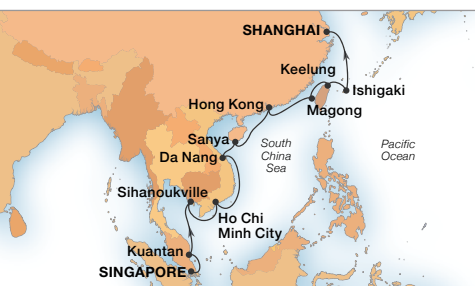 SHANGHAI
Keelung
Ishigaki
Hong Kong
Magong
Sanya
South
China
Sea
Pacific
Ocean
Da Nang
Sihanoukville
Ho Chi
Minh City
Kuantan
SINGAPORE